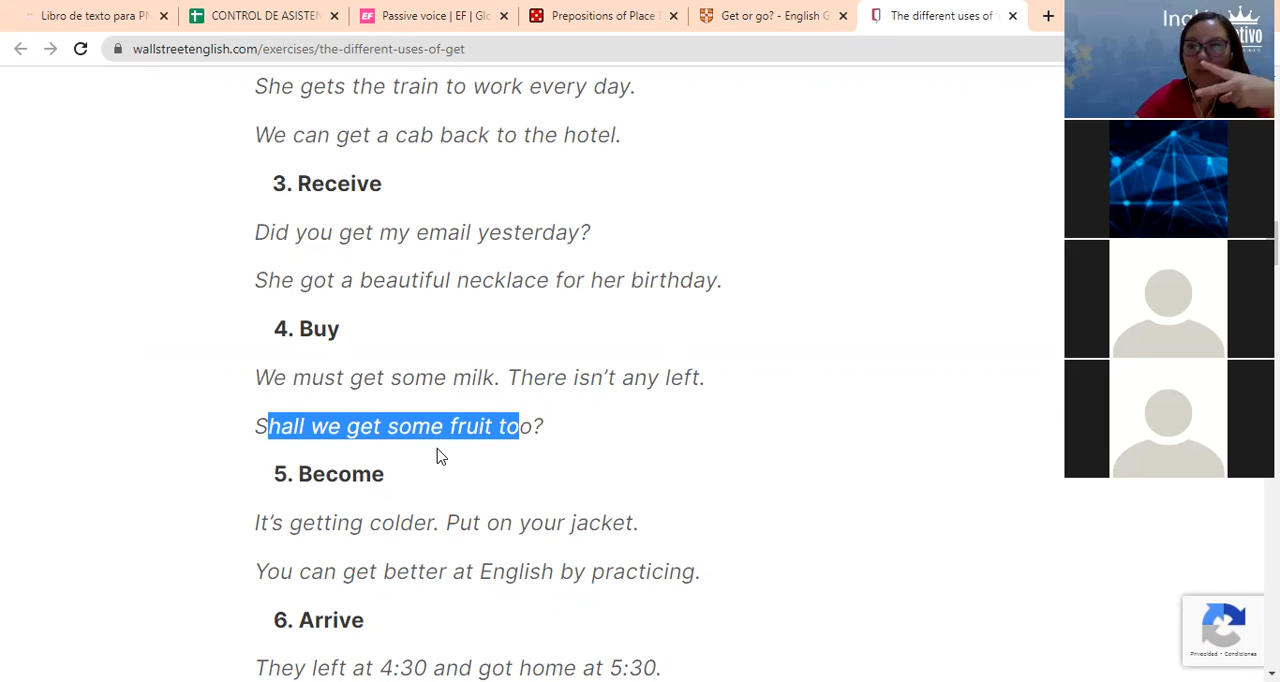 Libro de texto para PN
CONTROL DE ASISTEN
EF
Passive voice | EF | Glo
Prepositions of Place |
Get or go? - English G
The different uses of
wallstreetenglish.com/exercises/the-different-uses-of-get
She gets the train to work every day.
We can get a cab back to the hotel.
3. Receive
Did you get my email yesterday?
She got a beautiful necklace for her birthday.
4. Buy
We must get some milk. There isn't any left.
Shall we get some fruit too?
5. Become
It's getting colder. Put on your jacket.
You can get better at English by practicing.
6. Arrive
They left at 4:30 and got home at 5:30.
Privacidad - Condiciones